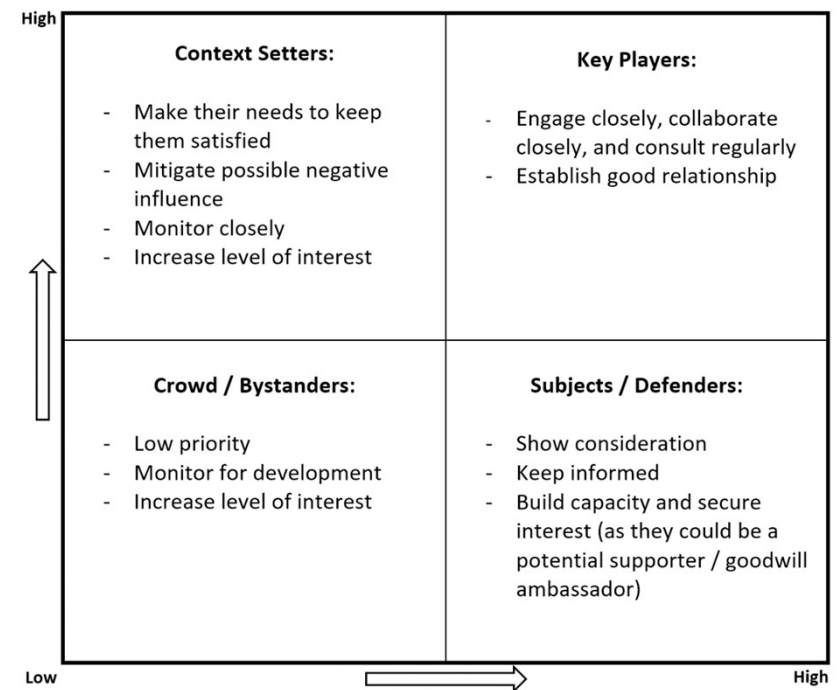 High
Context Setters:
- Make their needs to keep
them satisfied
- Mitigate possible negative
influence
- Monitor closely
- Increase level of interest
Key Players:
- Engage closely, collaborate
closely, and consult regularly
- Establish good relationship
Crowd / Bystanders:
- Low priority
- Monitor for development
- Increase level of interest
Subjects / Defenders:
- Show consideration
- Keep informed
- Build capacity and secure
interest (as they could be a
potential supporter / goodwill
ambassador)
Low
High